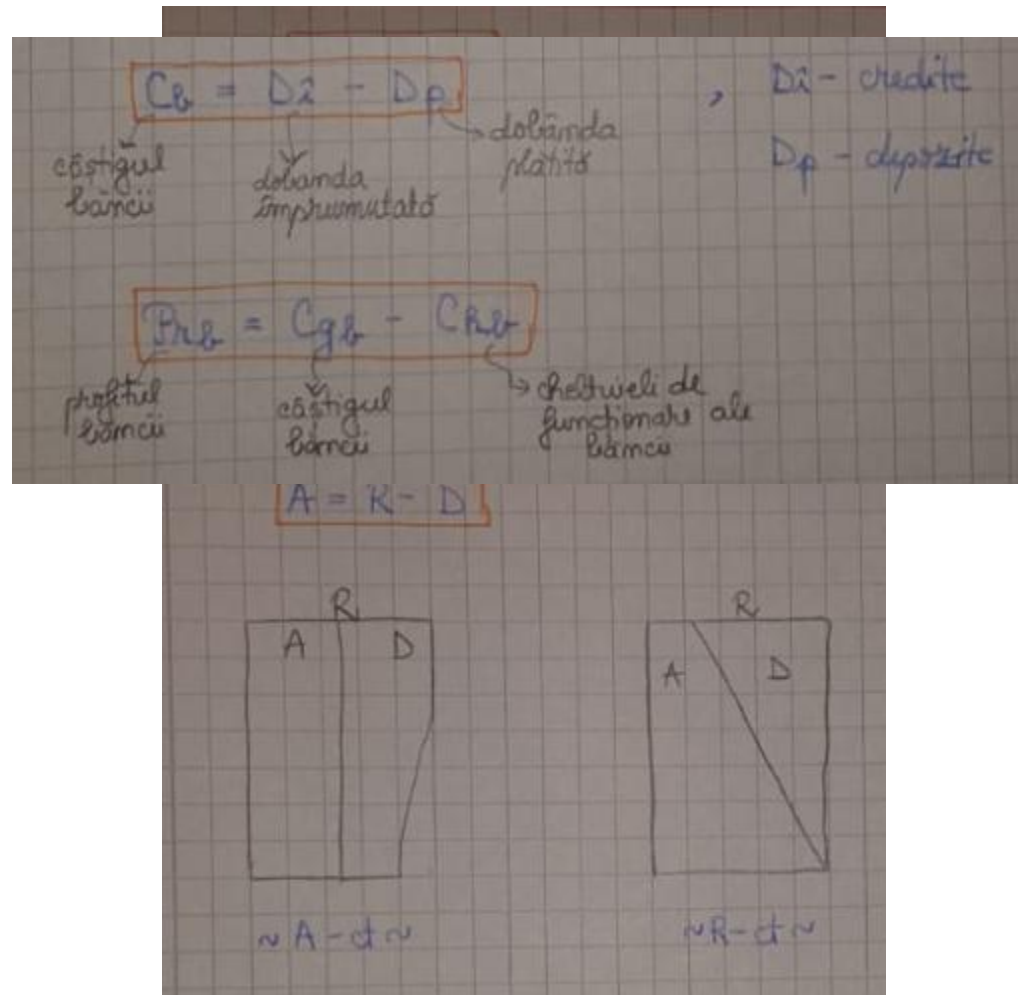 Cb = Dî - Dp , Dî - credite
Dp - depozite
câștigul băncii
dobânda împrumutată
dobânda plătită
Prb = Cgb - Chb
profitul băncii
câștigul băncii
cheltuieli de funcționare ale băncii
A = R - D
R R
A D A D
~ A - ct ~ ~ R - ct ~